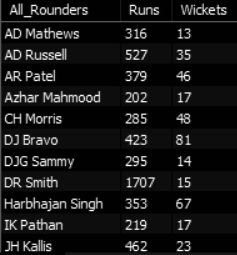 All_Rounders Runs Wickets
AD Mathews 316 13
AD Russell 527 35
AR Patel 379 46
Azhar Mahmood 202 17
CH Morris 285 48
DJ Bravo 423 81
DJG Sammy 295 14
DR Smith 1707 15
Harbhajan Singh 353 67
IK Pathan 219 17
JH Kallis 462 23